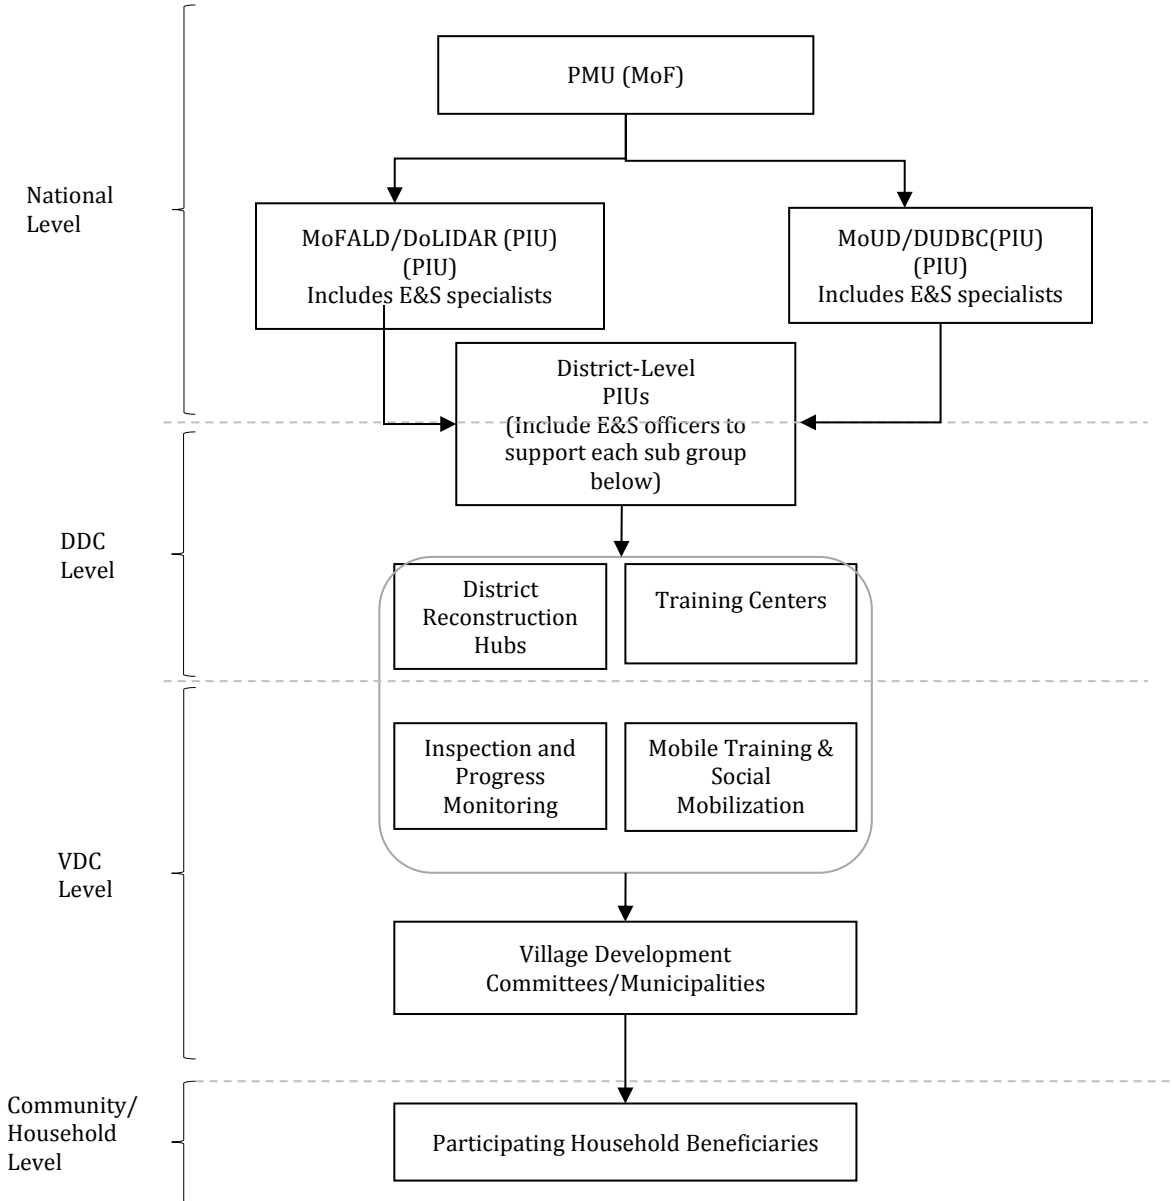 PMU (MoF)
National
Level
MoFALD/DoLIDAR (PIU)
(PIU)
Includes E&S specialists
MoUD/DUDBC(PIU)
(PIU)
Includes E&S specialists
District-Level
PIUs
(Include E&S officers to
support each sub group
below)
DDC
Level
District
Reconstruction
Hubs
Training Centers
Inspection and
Progress
Monitoring
Mobile Training &
Social
Mobilization
VDC
Level
Village Development
Committees/Municipalities
Community/
Household
Level
Participating Household Beneficiaries